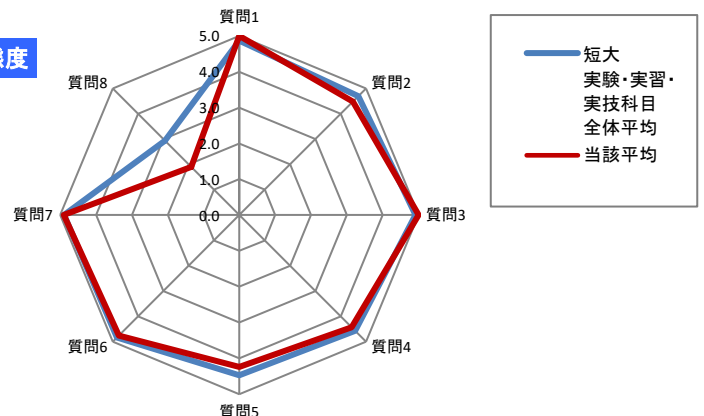 質問1
5.0
態度
4.0
質問8
質問2
3.0
2.0
1.0
0.0
質問7
質問3
質問6
質問4
質問5
短大
実験・実習・
実技科目
全体平均
当該平均